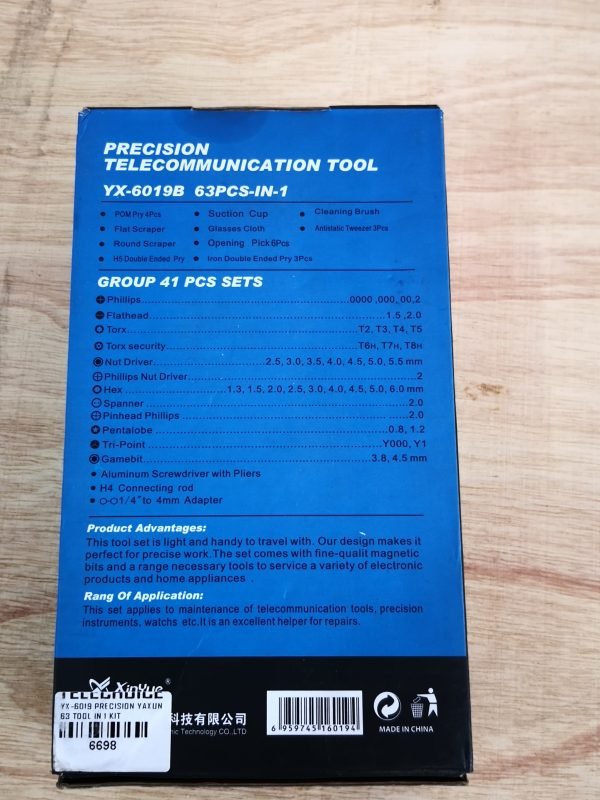 PRECISION
TELECOMMUNICATION TOOL
YX-6019B 63PCS-IN-1
• POM Pry 4Pcs • Suction Cup • Cleaning Brush
• Flat Scraper • Glasses Cloth • Antistatic Tweezer 3Pcs
• Round Scraper • Opening Pick 6Pcs
• H5 Double Ended Pry • Iron Double Ended Pry 3Pcs
GROUP 41 PCS SETS
Phillips 0000 ,000, 00,2
Flathead 1.5 ,2.0
Torx T2, T3, T4, T5
Torx security T6H, T7H, T8H
Nut Driver 2.5, 3.0, 3.5, 4.0, 4.5, 5.0, 5.5 mm
Phillips Nut Driver 2
Hex 1.3, 1.5, 2.0, 2.5, 3.0, 4.0, 4.5, 5.0, 6.0 mm
Spanner 2.0
Pinhead Phillips 2.0
Pentalobe 0.8, 1.2
Tri-Point Y000, Y1
Gamebit 3.8, 4.5 mm
• Aluminum Screwdriver with Pliers
• H4 Connecting rod
• 1/4" to 4mm Adapter
Product Advantages:
This tool set is light and handy to travel with. Our design makes it
perfect for precise work.The set comes with fine-qualit magnetic
bits and a range necessary tools to service a variety of electronic
products and home appliances .
Rang Of Application:
This set applies to maintenance of telecommunication tools, precision
instruments, watchs etc.It is an excellent helper for repairs.
XinYue®
TELECHOICE
YX-6019 PRECISION YAXUN
63 TOOL IN 1 KIT
6698
科技有限公司
nic Technology CO.,LTD
6 959745 160194
MADE IN CHINA